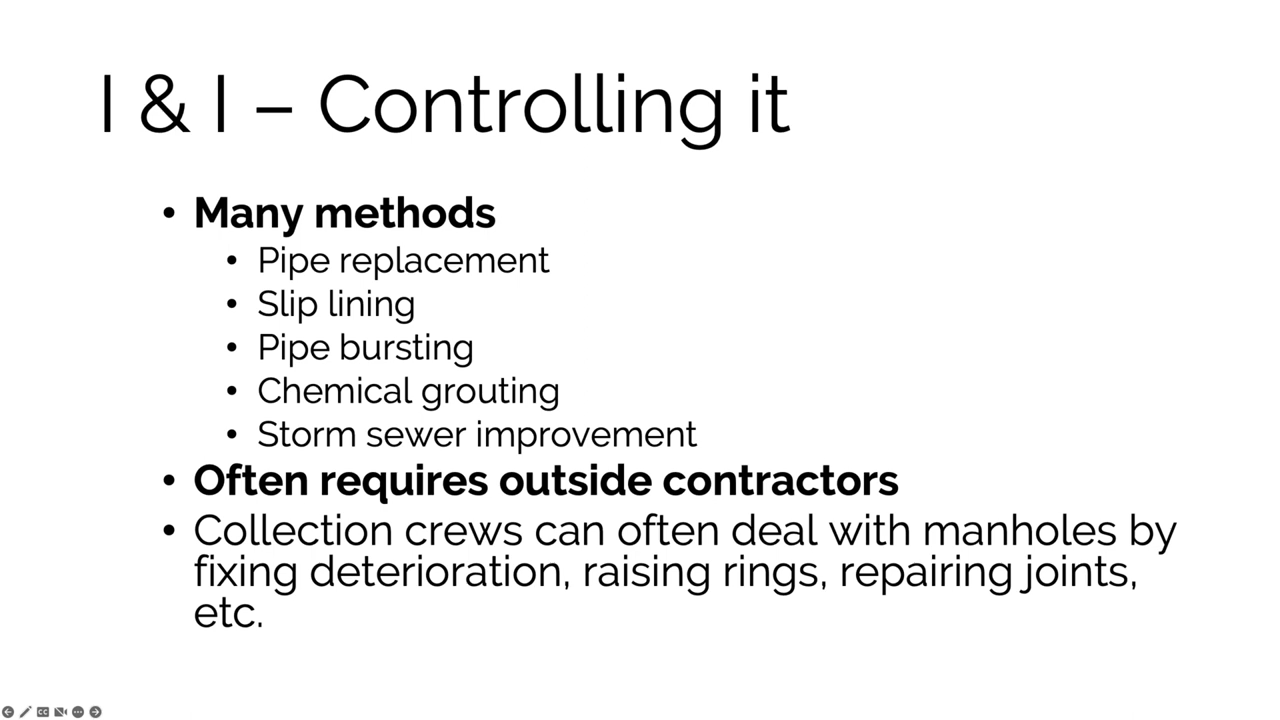 I & I – Controlling it
• Many methods
• Pipe replacement
• Slip lining
• Pipe bursting
• Chemical grouting
• Storm sewer improvement
• Often requires outside contractors
• Collection crews can often deal with manholes by
fixing deterioration, raising rings, repairing joints,
etc.